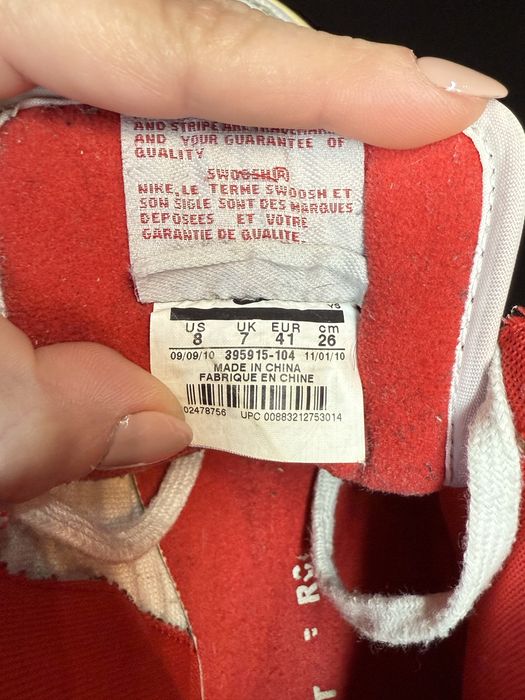 AND STRIPE ARE TRADEMAR
AND YOUR GUARANTEE OF
QUALITY
SWOOSH®
NIKE, LE TERME SWOOSH ET
SON SIGLE SONT DES MARQUES
DEPOSEES ET VOTRE
GARANTIE DE QUALITE.
YS
US UK EUR cm
8 7 41 26
09/09/10 395915-104 11/01/10
MADE IN CHINA
FABRIQUE EN CHINE
02478756 UPC 00883212753014